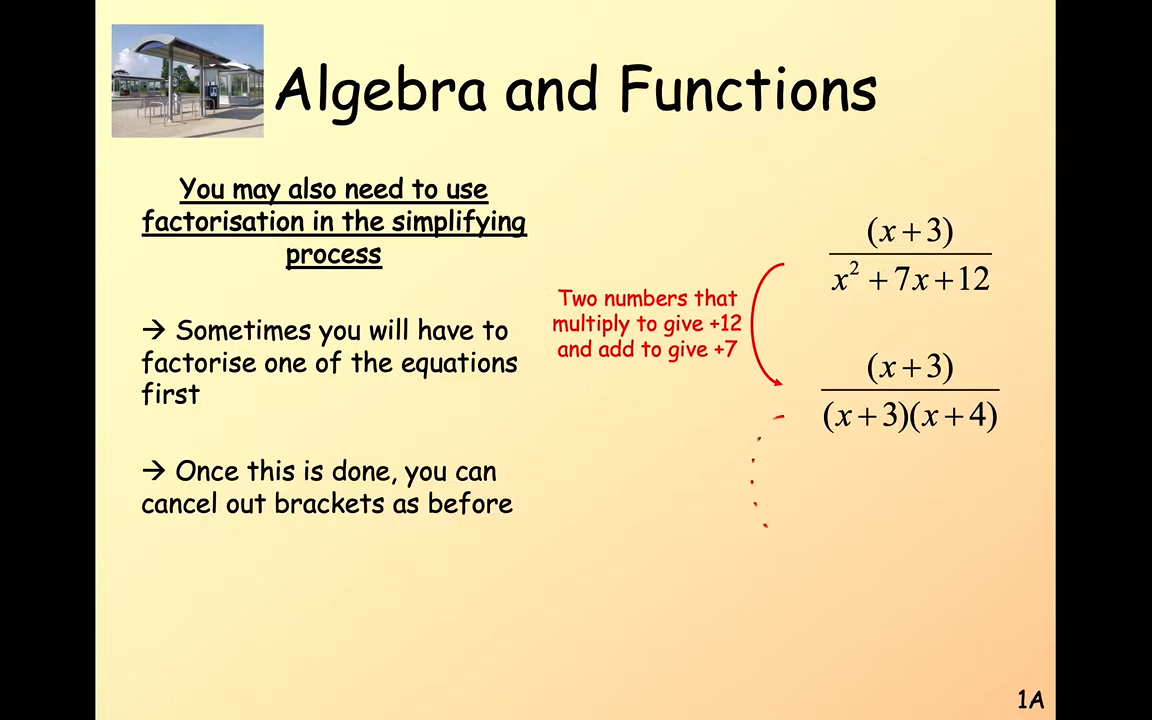 Algebra and Functions
You may also need to use
factorisation in the simplifying
process
→ Sometimes you will have to
factorise one of the equations
first
→ Once this is done, you can
cancel out brackets as before
Two numbers that
multiply to give +12
and add to give +7
(x + 3)
x² + 7x + 12
(x + 3)
(x + 3)(x + 4)
1A